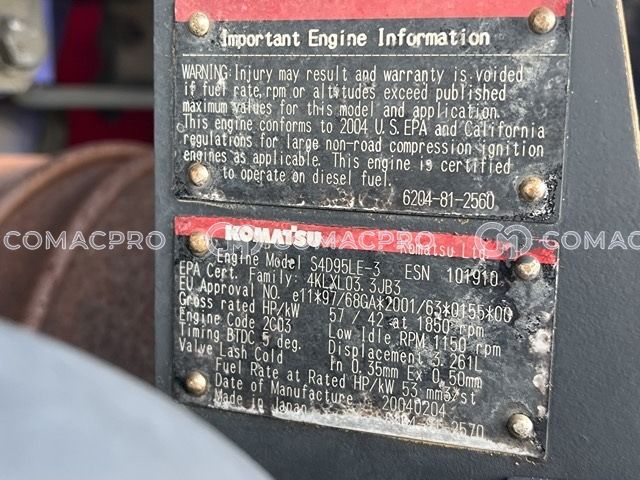 Important Engine Information
WARNING: Injury may result and warranty is voided
if fuel rate, rpm or altitudes exceed published
maximum values for this model and application.
This engine conforms to 2004 U.S. EPA and California
regulations for large non-road compression ignition
engines as applicable. This engine is certified
to operate on diesel fuel.
6204-81-2560
COMACPRO COMACPRO COMACPRO
KOMATSU Komatsu Ltd.
Engine Model S4D95LE-3 ESN 101910
EPA Cert. Family: 4KLXL03.3JB3
EU Approval NO. e11*97/68GA*2001/63*0155*00
Gross rated HP/kW 57 / 42 at 1850 rpm
Engine Code 2C03 Low Idle RPM 1150 rpm
Timing BTDC 5 deg. Displacement 3.261L
Valve Lash Cold In 0.35mm Ex 0.50mm
Fuel Rate at Rated HP/kW 53 mm3/st
Date of Manufacture 20040204
Made in Japan 2570